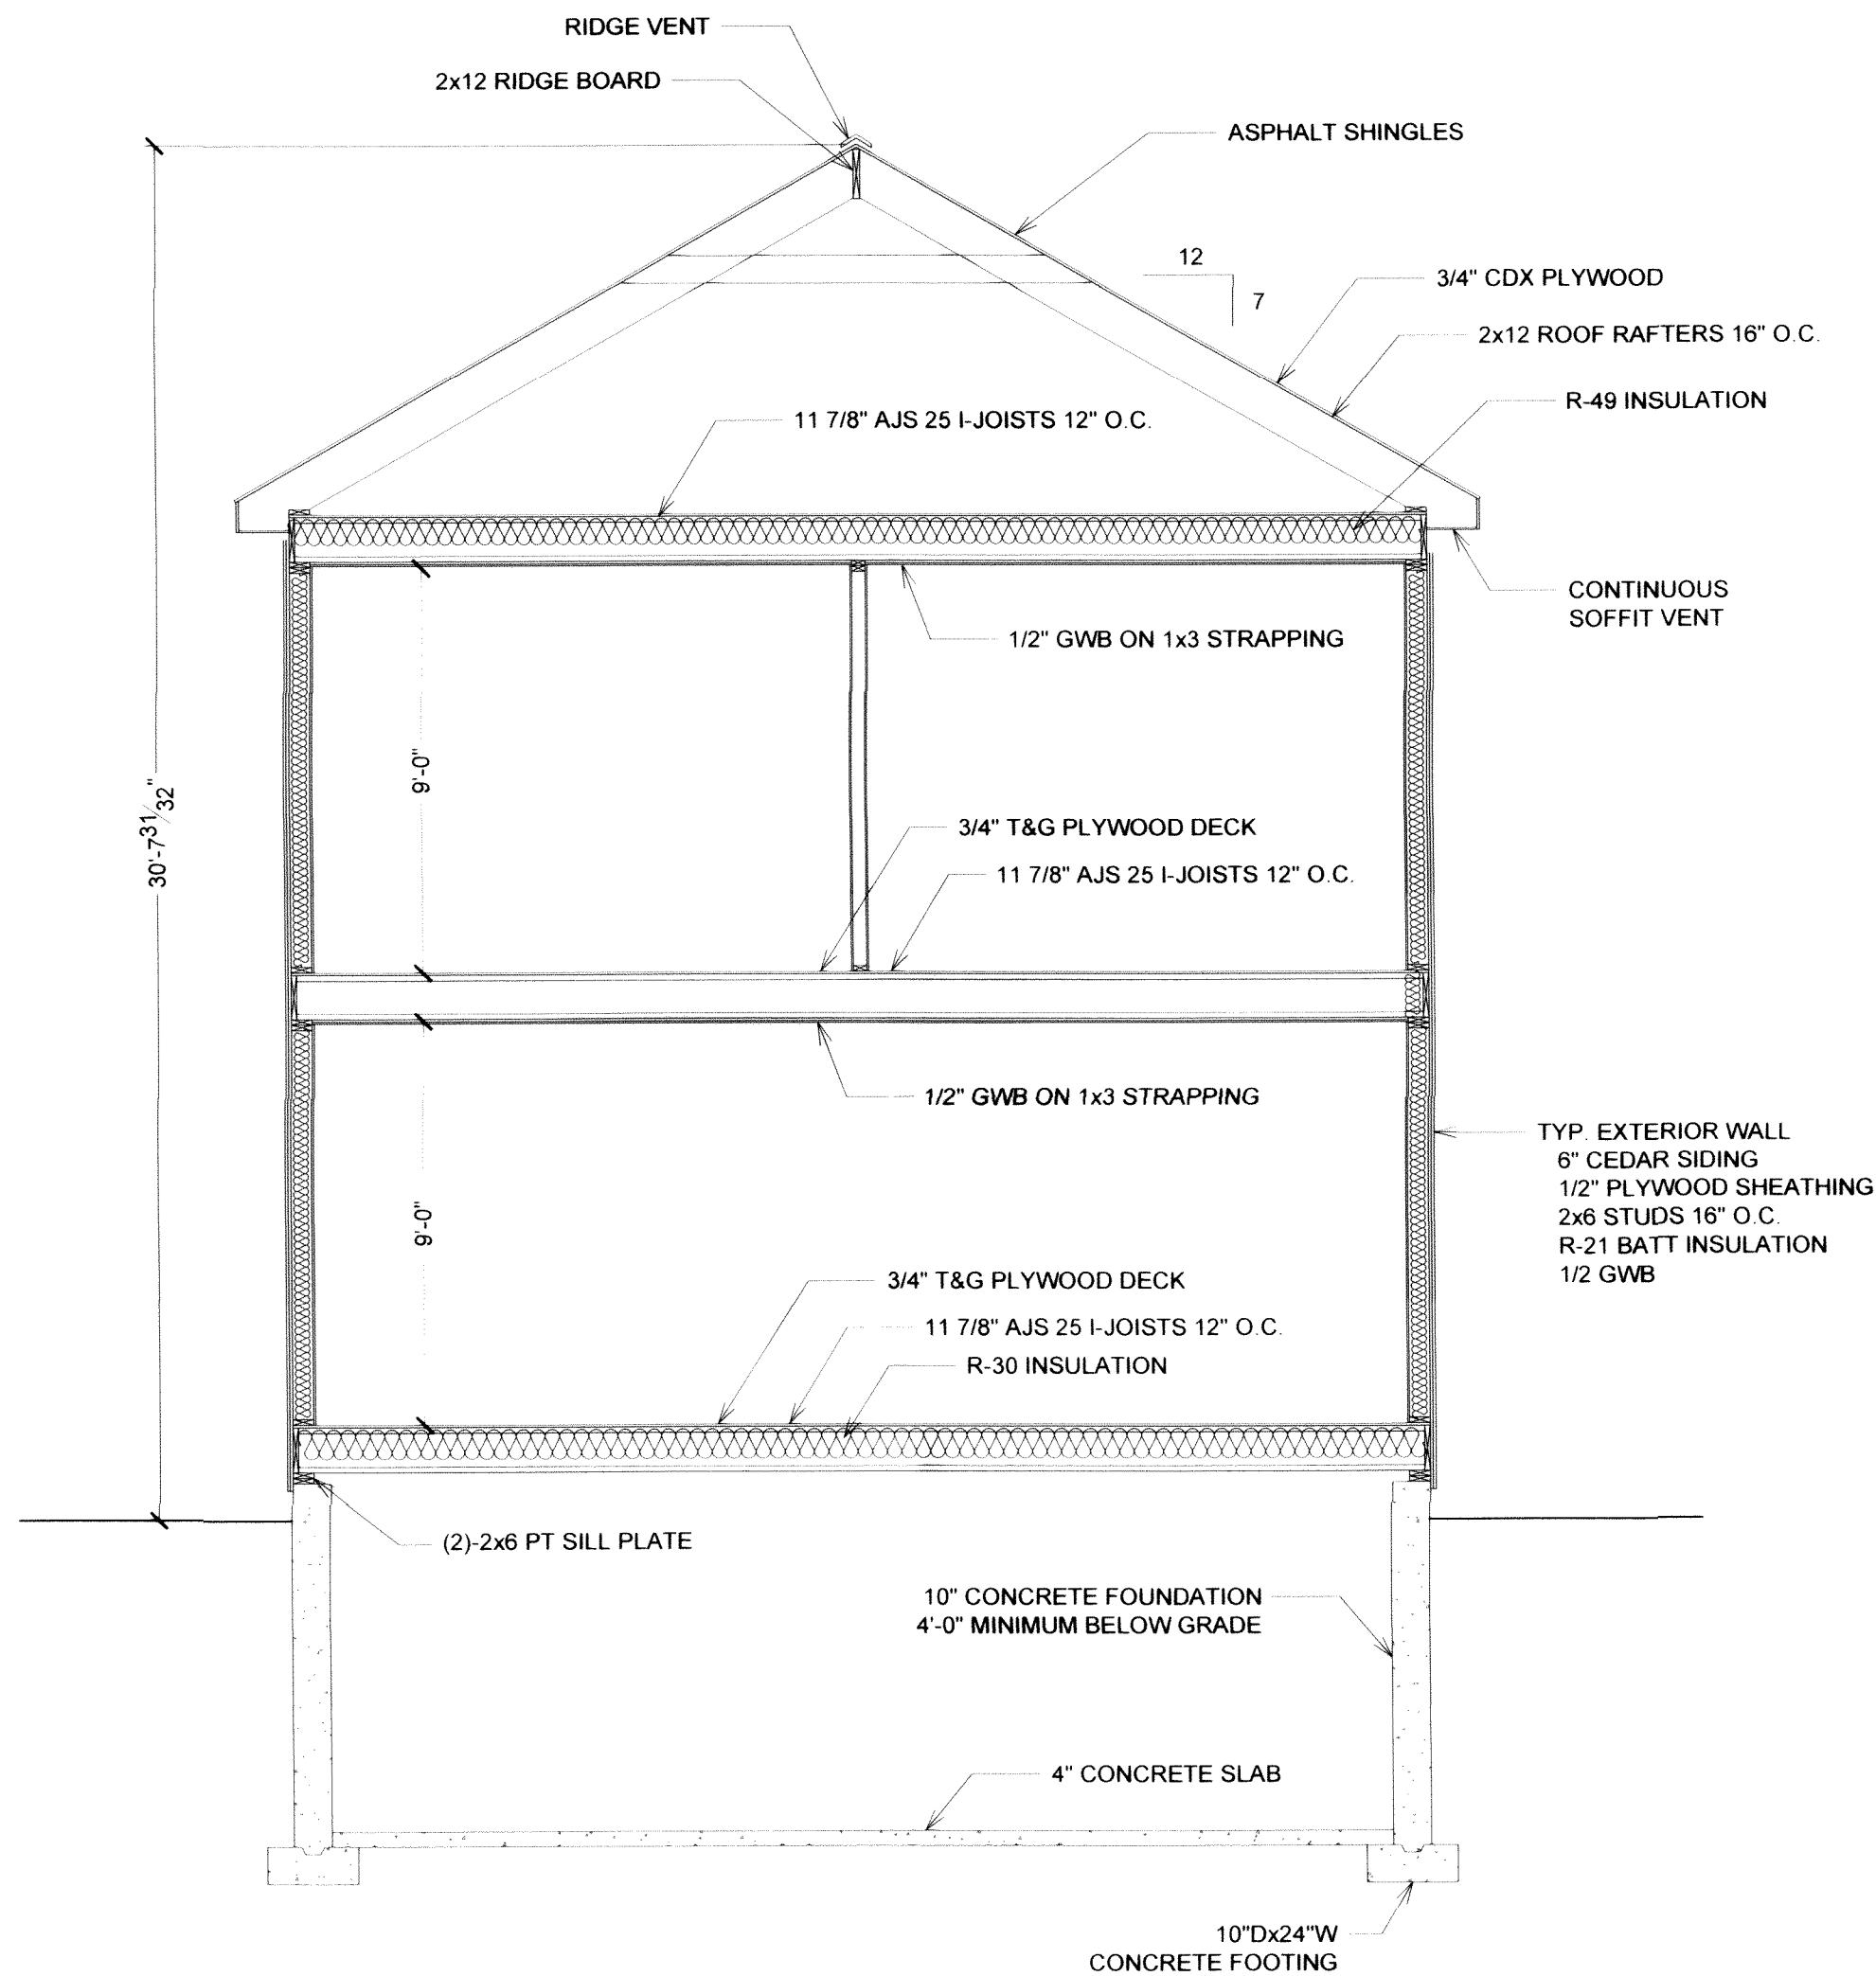 RIDGE VENT
2x12 RIDGE BOARD
ASPHALT SHINGLES
12
7
3/4" CDX PLYWOOD
2x12 ROOF RAFTERS 16" O.C.
R-49 INSULATION
11 7/8" AJS 25 I-JOISTS 12" O.C.
CONTINUOUS
SOFFIT VENT
1/2" GWB ON 1x3 STRAPPING
9'-0"
30'-7 31/32"
3/4" T&G PLYWOOD DECK
11 7/8" AJS 25 I-JOISTS 12" O.C.
1/2" GWB ON 1x3 STRAPPING
TYP. EXTERIOR WALL
6" CEDAR SIDING
1/2" PLYWOOD SHEATHING
2x6 STUDS 16" O.C.
R-21 BATT INSULATION
1/2 GWB
9'-0"
3/4" T&G PLYWOOD DECK
11 7/8" AJS 25 I-JOISTS 12" O.C.
R-30 INSULATION
(2)-2x6 PT SILL PLATE
10" CONCRETE FOUNDATION
4'-0" MINIMUM BELOW GRADE
4" CONCRETE SLAB
10"Dx24"W
CONCRETE FOOTING